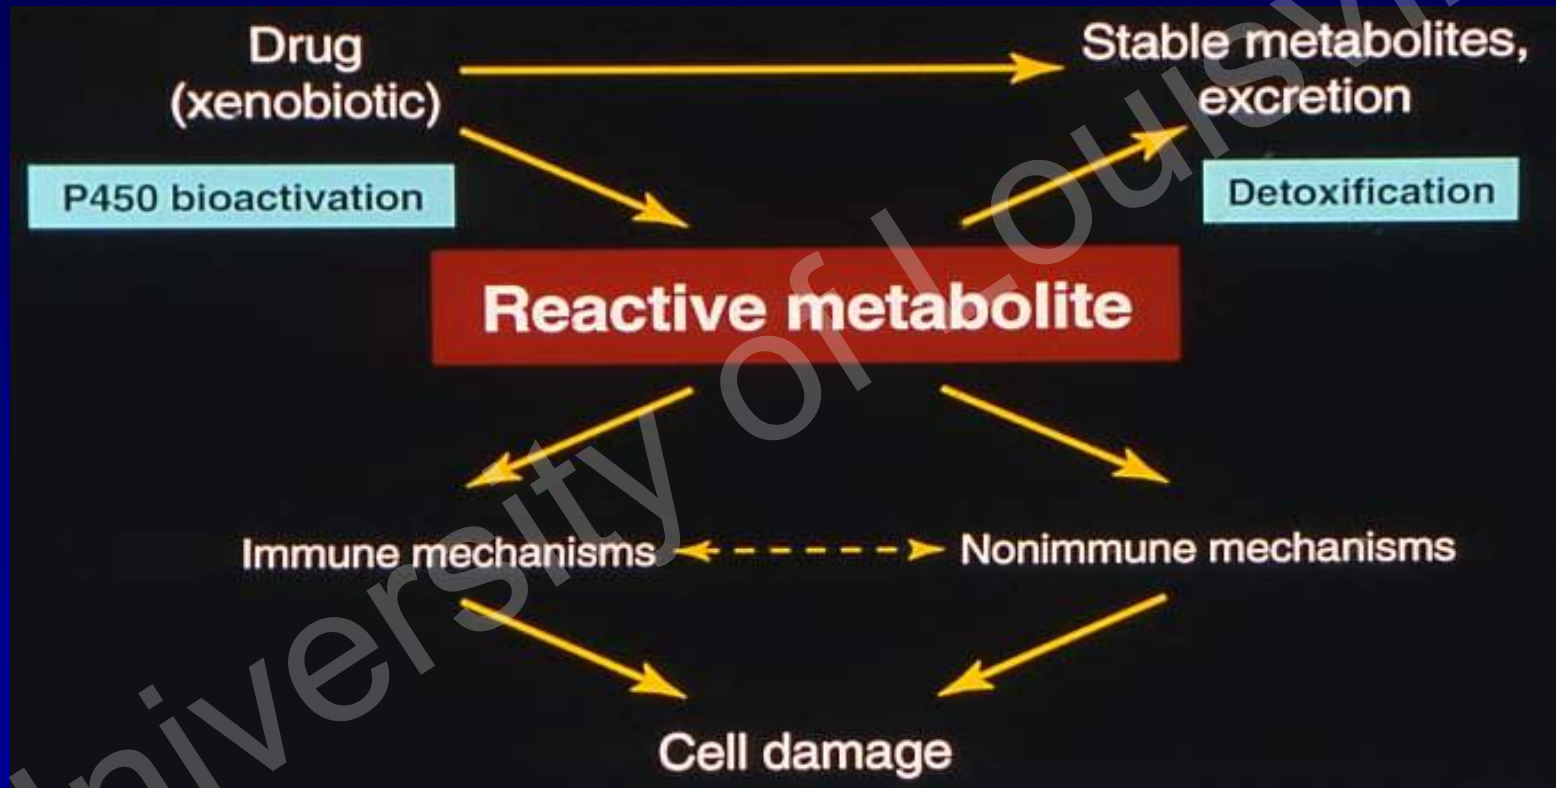 Drug
(xenobiotic)
Stable metabolites,
excretion
P450 bioactivation
Detoxification
Reactive metabolite
Immune mechanisms
Nonimmune mechanisms
Cell damage
University of Louisvi